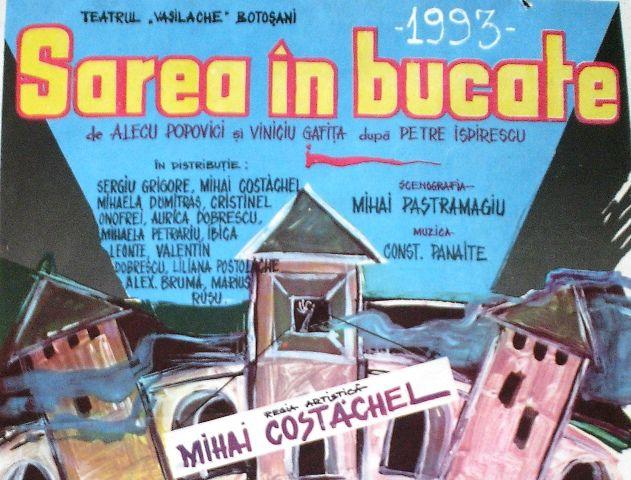 TEATRUL „VASILACHE" BOTOŞANI
-1993-
Sarea în bucate
de ALECU POPOVICI şi VINICIU GAFIŢA după PETRE ISPIRESCU
ÎN DISTRIBUŢIE:
SERGIU GRIGORE, MIHAI COSTĂCHEL
MIHAELA DUMITRAŞ, CRISTINEL
ONOFREI, AURICA DOBRESCU,
MIHAELA PETRARIU, IBICA
LEONTE, VALENTIN
DOBRESCU, LILIANA POSTOLACHE
ALEX. BRUMA, MARIUS
RUSU
SCENOGRAFIA-
MIHAI PASTRAMAGIU
MUZICA-
CONST. PANAITE
REGIA ARTISTICĂ-
MIHAI COSTĂCHEL